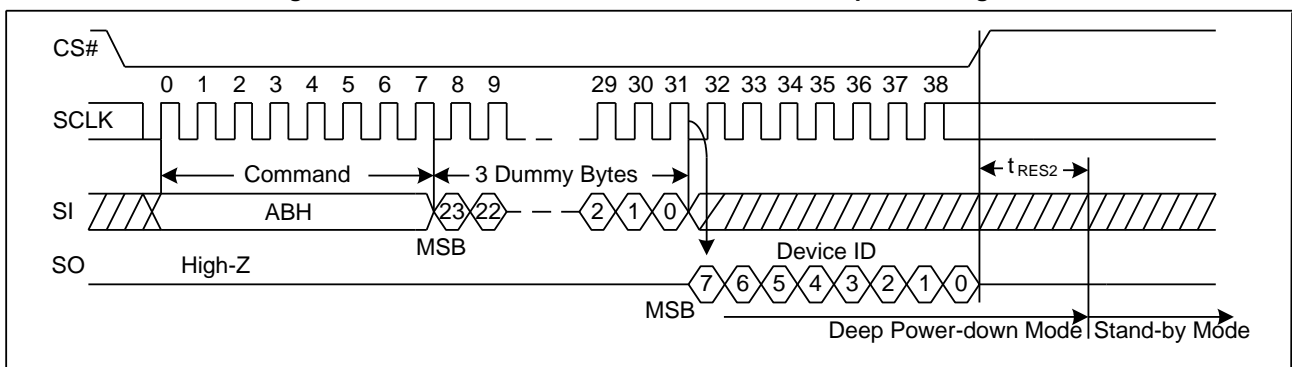 CS#
0 1 2 3 4 5 6 7 8 9 29 30 31 32 33 34 35 36 37 38
SCLK
Command 3 Dummy Bytes tRES2
SI ABH 23 22 2 1 0
MSB Device ID
SO High-Z 7 6 5 4 3 2 1 0
MSB
Deep Power-down Mode Stand-by Mode